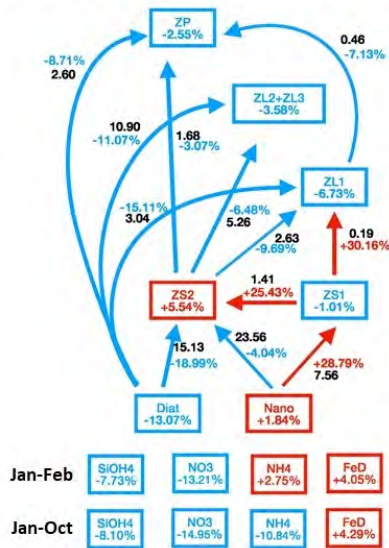 ZP
-2.55%
-8.71%
2.60
0.46
-7.13%
10.90
-11.07%
1.68
-3.07%
ZL2+ZL3
-3.58%
ZL1
-6.73%
-15.11%
3.04
-6.48%
5.26
2.63
-9.69%
0.19
+30.16%
ZS2
+5.54%
1.41
+25.43%
ZS1
-1.01%
15.13
-18.99%
23.56
-4.04%
+28.79%
7.56
Diat
-13.07%
Nano
+1.84%
Jan-Feb
SiOH4
-7.73%
NO3
-13.21%
NH4
+2.75%
FeD
+4.05%
Jan-Oct
SiOH4
-8.10%
NO3
-14.95%
NH4
-10.84%
FeD
+4.29%